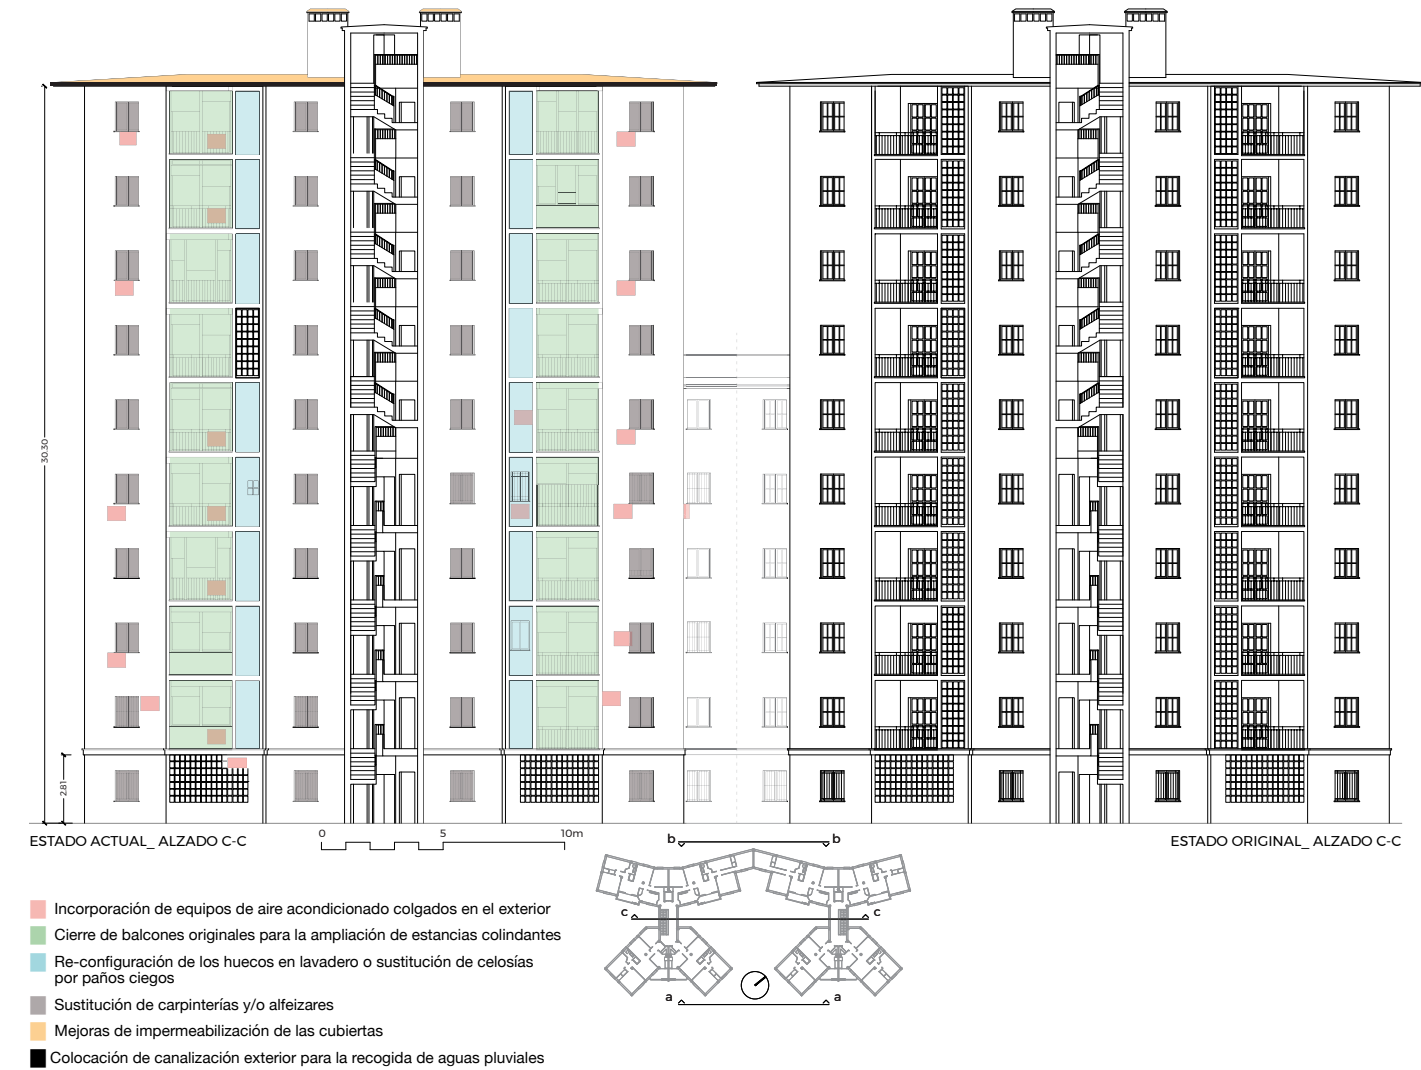 30.30
2.81
ESTADO ACTUAL_ ALZADO C-C
0 5 10m
ESTADO ORIGINAL_ ALZADO C-C
b b
c c
a a
Incorporación de equipos de aire acondicionado colgados en el exterior
Cierre de balcones originales para la ampliación de estancias colindantes
Re-configuración de los huecos en lavadero o sustitución de celosías
por paños ciegos
Sustitución de carpinterías y/o alfeizares
Mejoras de impermeabilización de las cubiertas
Colocación de canalización exterior para la recogida de aguas pluviales